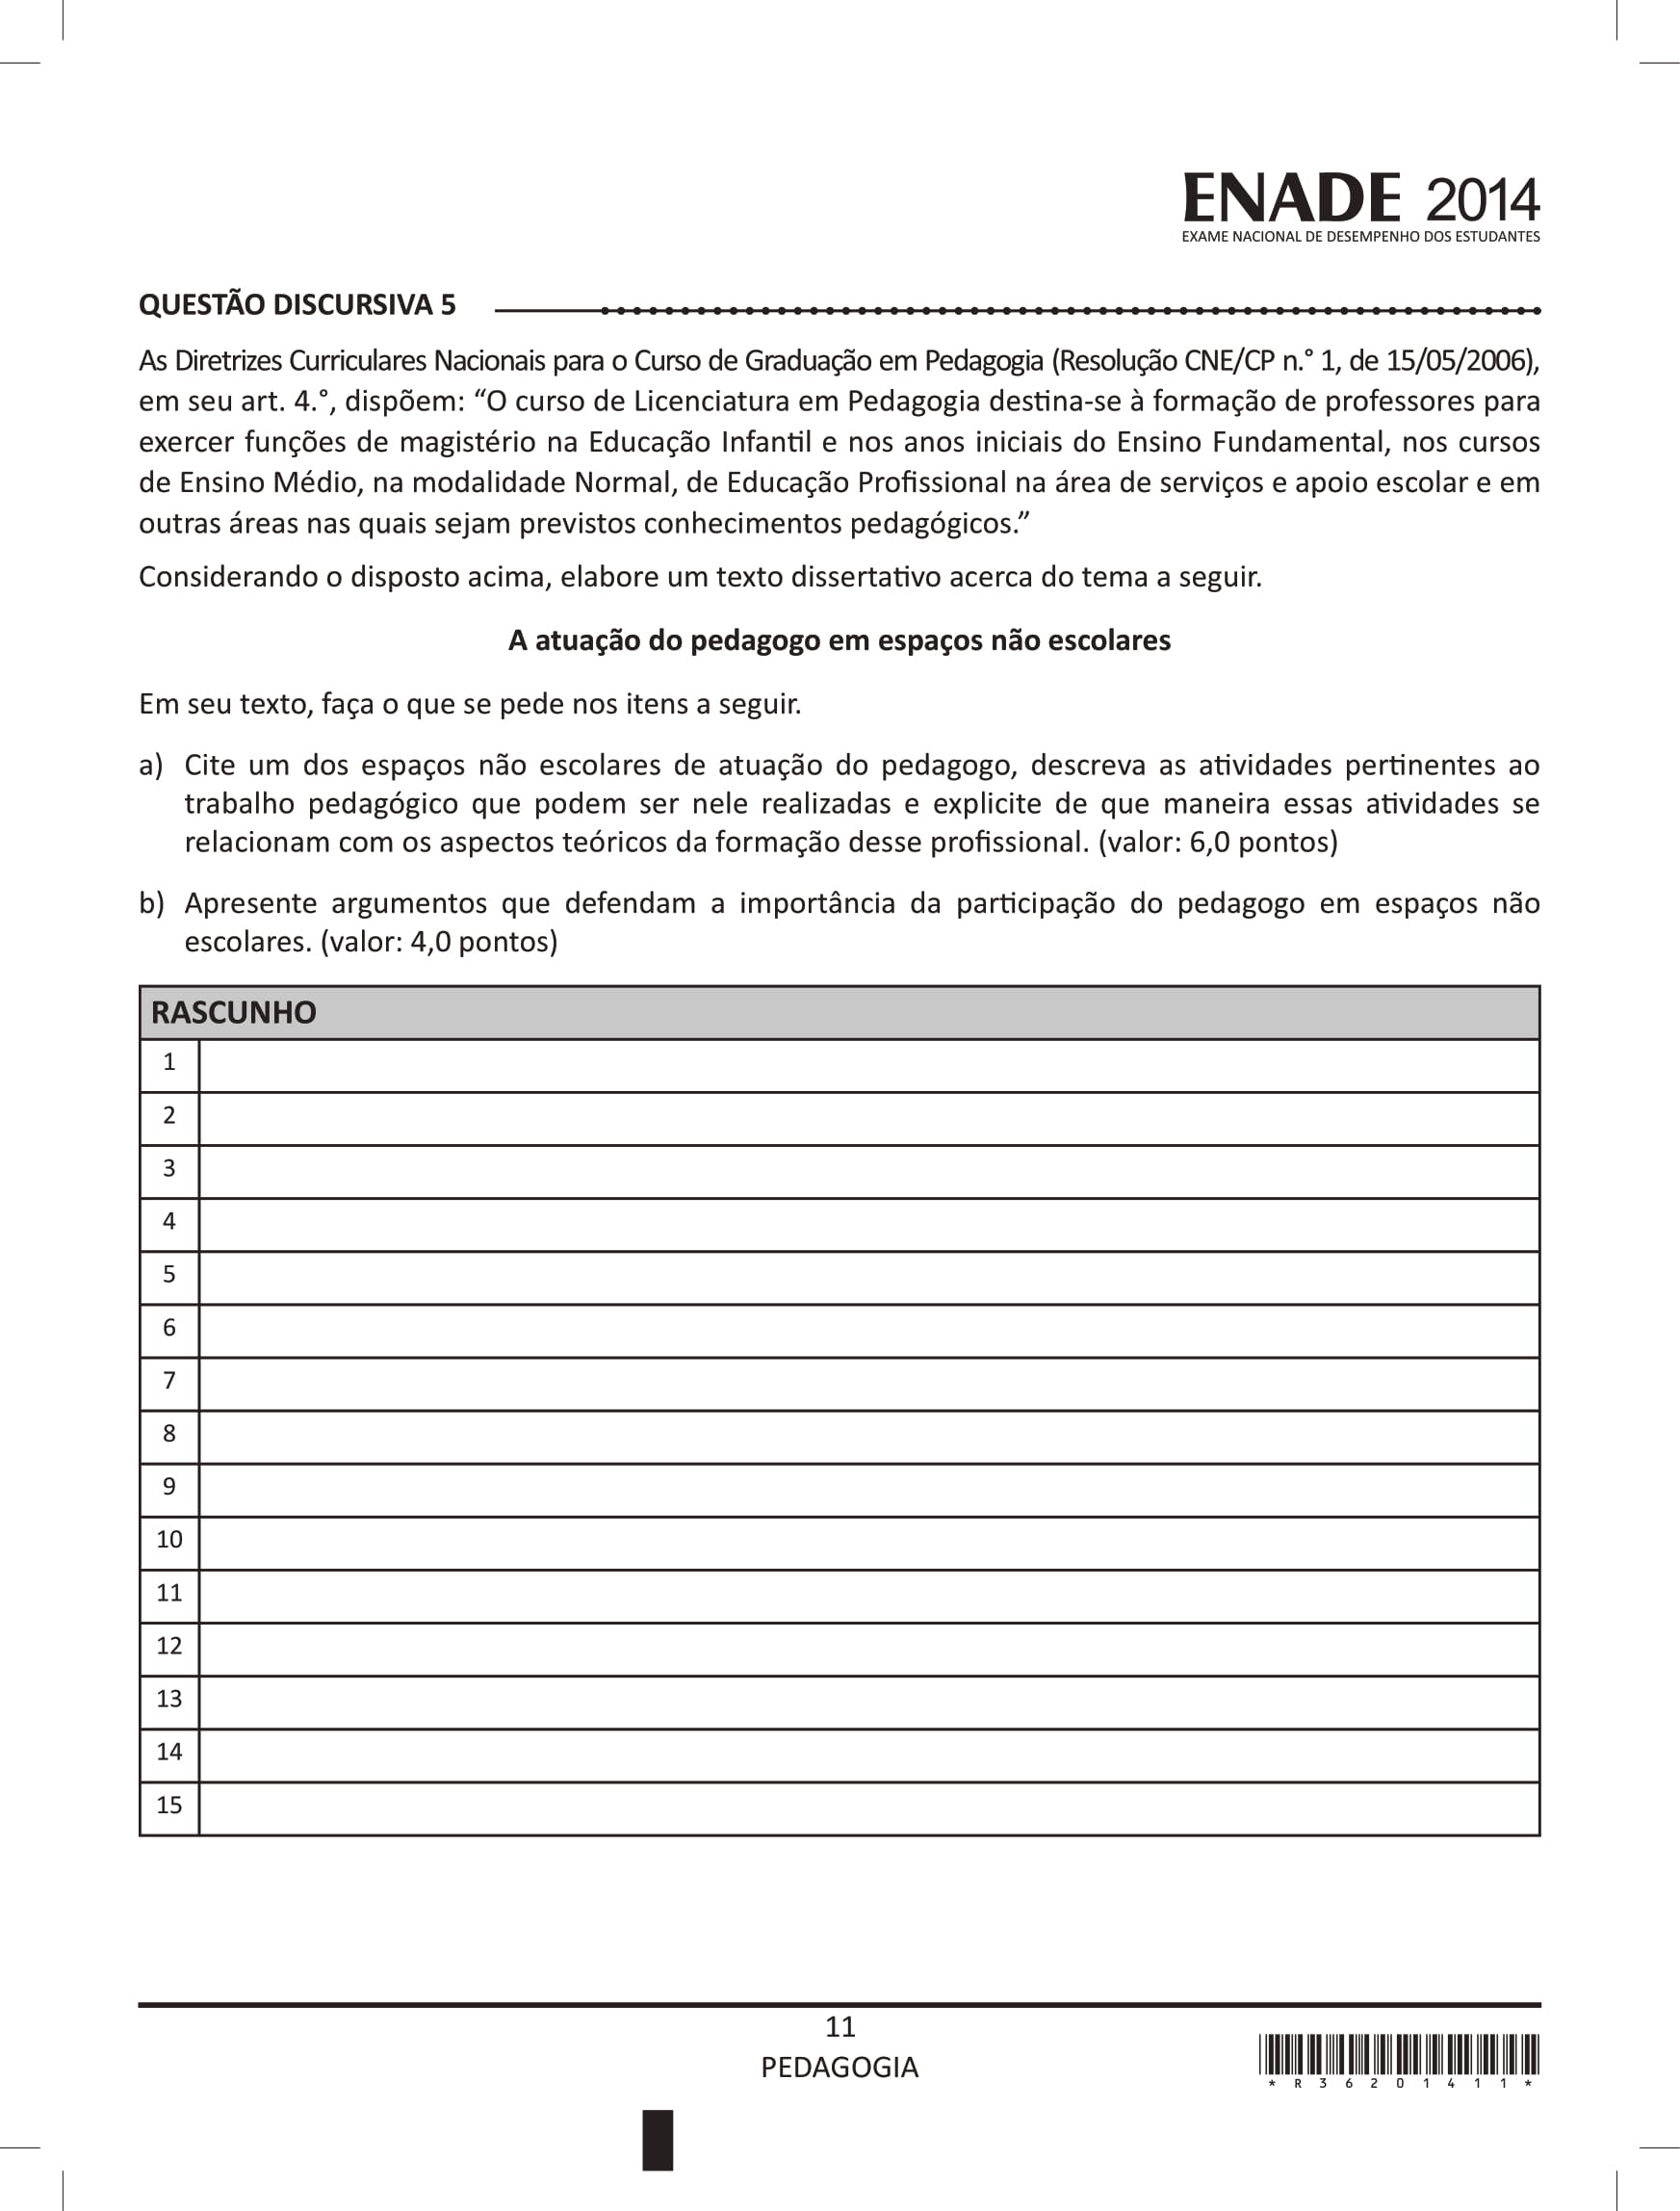 ENADE 2014
EXAME NACIONAL DE DESEMPENHO DOS ESTUDANTES
QUESTÃO DISCURSIVA 5
As Diretrizes Curriculares Nacionais para o Curso de Graduação em Pedagogia (Resolução CNE/CP n.° 1, de 15/05/2006),
em seu art. 4.°, dispõem: “O curso de Licenciatura em Pedagogia destina-se à formação de professores para
exercer funções de magistério na Educação Infantil e nos anos iniciais do Ensino Fundamental, nos cursos
de Ensino Médio, na modalidade Normal, de Educação Profissional na área de serviços e apoio escolar e em
outras áreas nas quais sejam previstos conhecimentos pedagógicos.”
Considerando o disposto acima, elabore um texto dissertativo acerca do tema a seguir.
A atuação do pedagogo em espaços não escolares
Em seu texto, faça o que se pede nos itens a seguir.
a) Cite um dos espaços não escolares de atuação do pedagogo, descreva as atividades pertinentes ao
trabalho pedagógico que podem ser nele realizadas e explicite de que maneira essas atividades se
relacionam com os aspectos teóricos da formação desse profissional. (valor: 6,0 pontos)
b) Apresente argumentos que defendam a importância da participação do pedagogo em espaços não
escolares. (valor: 4,0 pontos)
RASCUNHO
1
2
3
4
5
6
7
8
9
10
11
12
13
14
15
11
PEDAGOGIA
* R 3 6 2 0 1 4 1 1 *